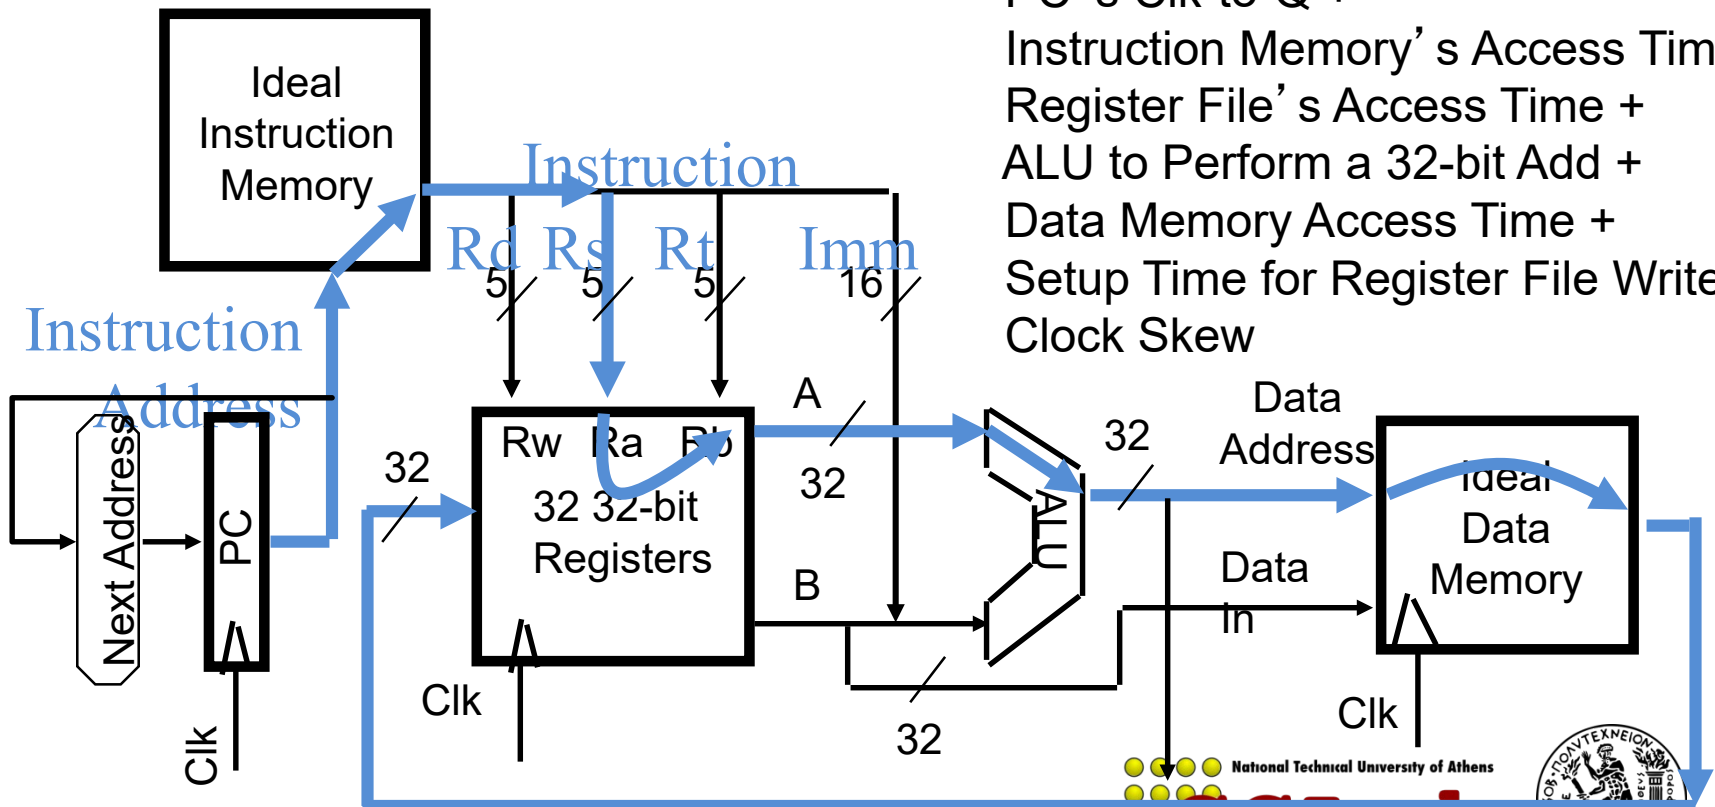 PC's Clk-to-Q +
Instruction Memory's Access Tim
Register File's Access Time +
ALU to Perform a 32-bit Add +
Data Memory Access Time +
Setup Time for Register File Write
Clock Skew
Ideal
Instruction
Memory
Instruction
Rd Rs Rt Imm
5 5 5 16
Instruction
Address
Next Address
PC
Clk
32
Rw Ra Rb
32 32-bit
Registers
Clk
A
32
B
32
ALU
32
Data
Address
Data
In
Ideal
Data
Memory
Clk
National Technical University of Athens